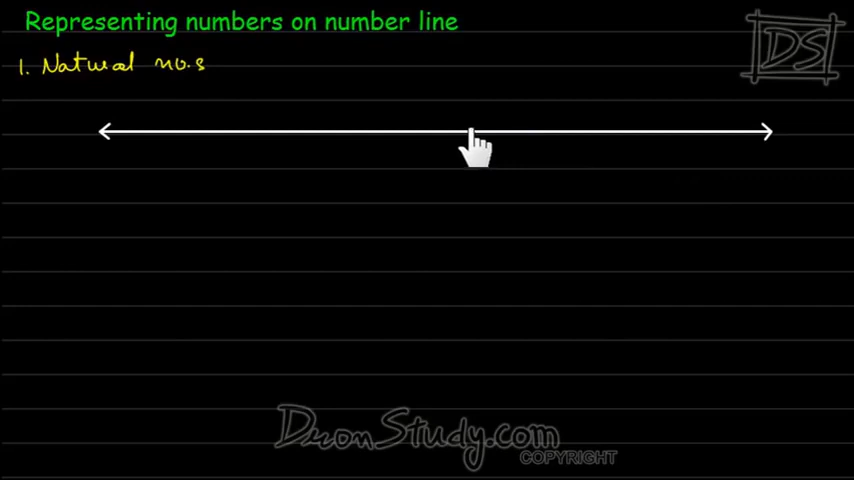 Representing numbers on number line
DS
1. Natural no.s
DronStudy.com
COPYRIGHT